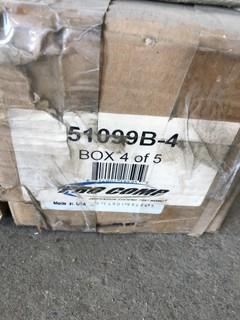 51099B-4
BOX 4 of 5
PRO COMP
Made in USA